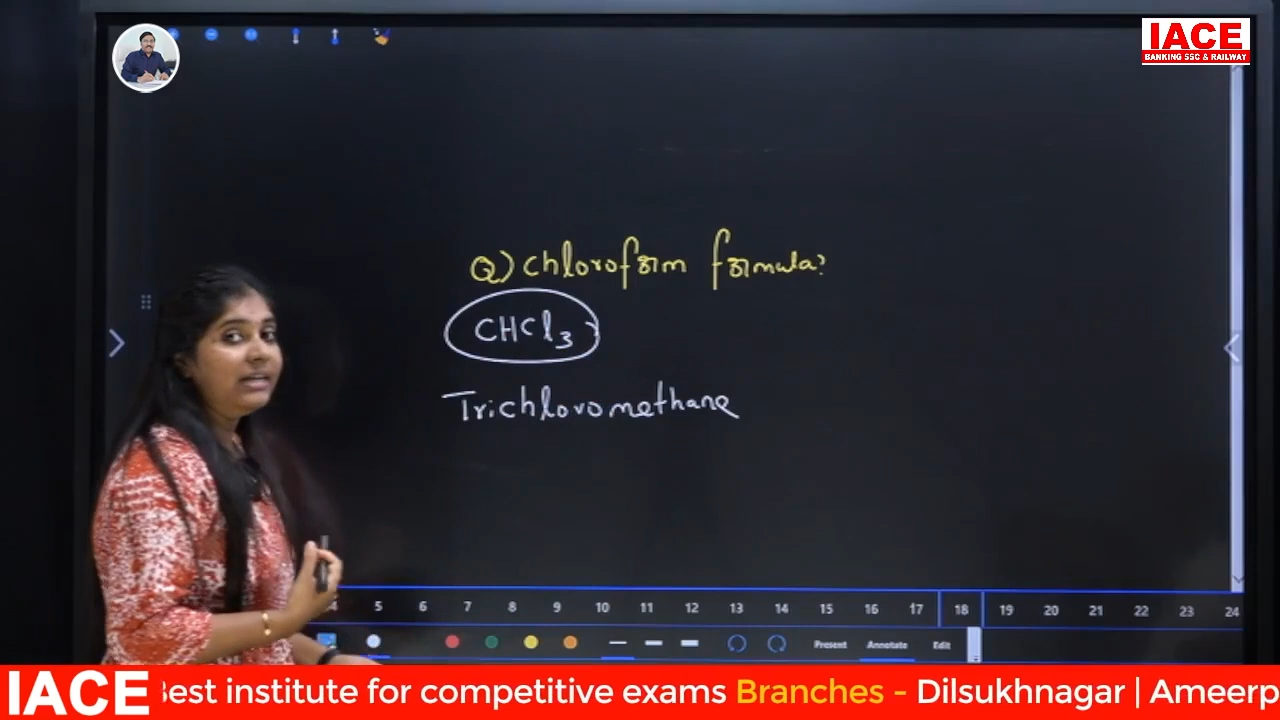 IACE
BANKING SSC & RAILWAY
Q) Chloroform formula?
CHCl3
Trichloromethane
4 5 6 7 8 9 10 11 12 13 14 15 16 17 18 19 20 21 22 23 24
Present Annotate Edit
IACE Best institute for competitive exams Branches - Dilsukhnagar | Ameerp